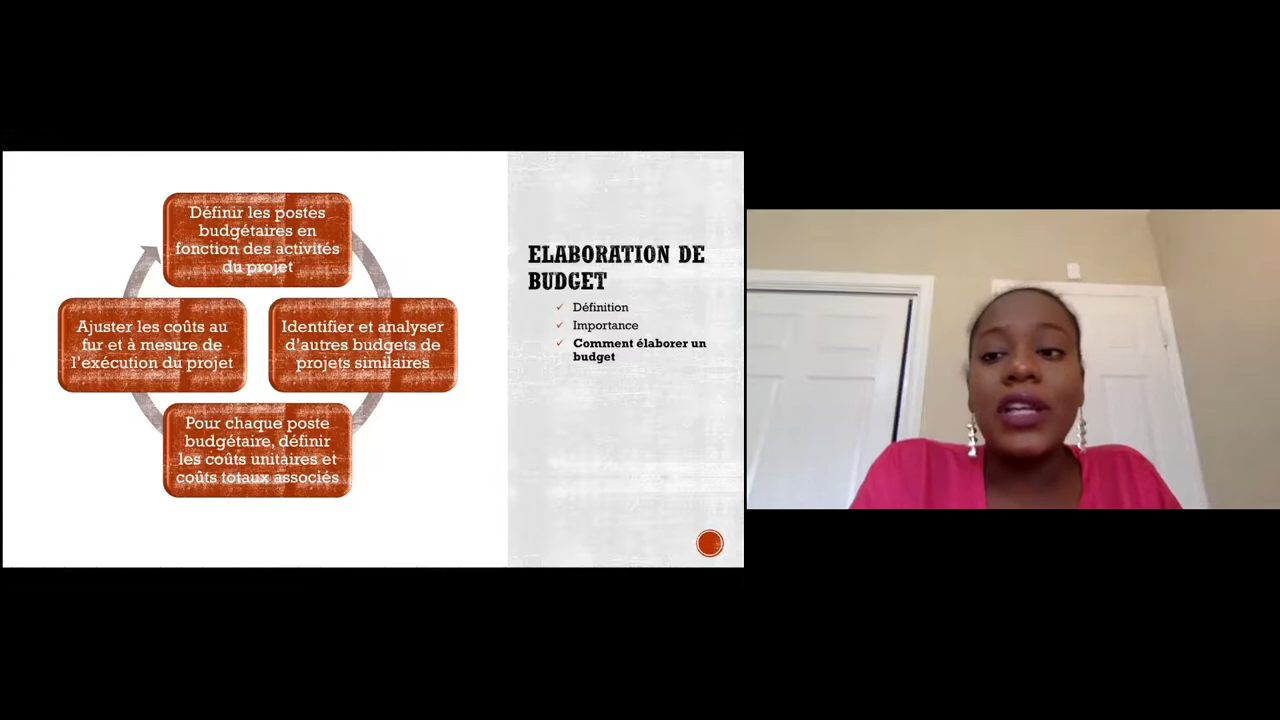 Définir les postes
budgétaires en
fonction des activités
du projet
Identifier et analyser
d'autres budgets de
projets similaires
Pour chaque poste
budgétaire, définir
les coûts unitaires et
coûts totaux associés
Ajuster les coûts au
fur et à mesure de
l'exécution du projet
ELABORATION DE
BUDGET
✓ Définition
✓ Importance
✓ Comment élaborer un
budget